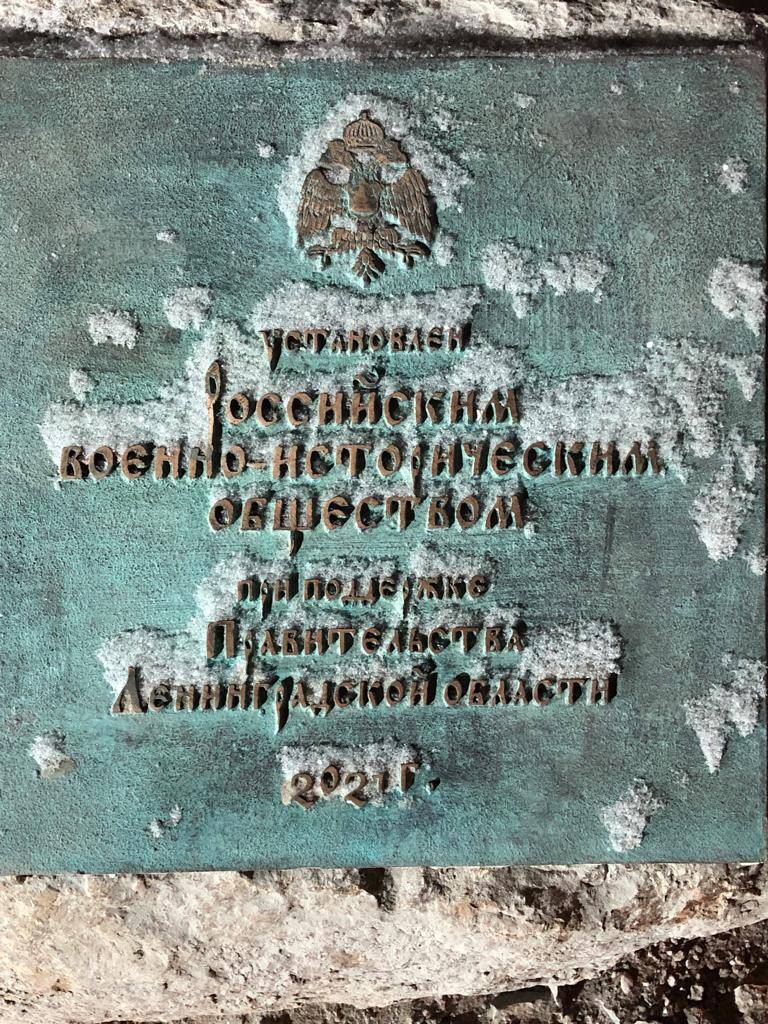 установлен
Российским
военно-историческим
обществом
при поддержке
Правительства
Ленинградской области
2021 г.